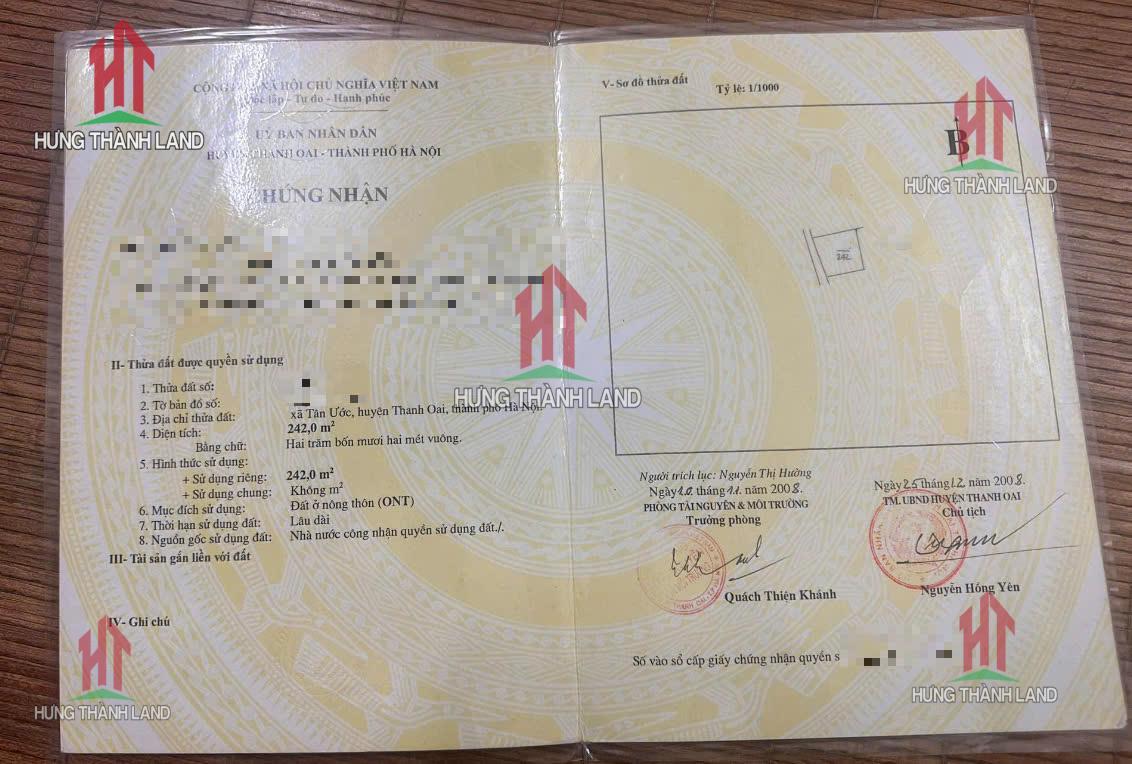 HƯNG THÀNH LAND
XÃ HỘI CHỦ NGHĨA VIỆT NAM
lập - Tự do - Hạnh phúc
ỦY BAN NHÂN DÂN
HUYỆN THANH OAI - THÀNH PHỐ HÀ NỘI
HỨNG NHẬN
II- Thửa đất được quyền sử dụng
1. Thửa đất số:
2. Tờ bản đồ số:
3. Địa chỉ thửa đất: xã Tân Ước, huyện Thanh Oai, thành phố Hà Nội.
4. Diện tích: 242,0 m²
Bằng chữ: Hai trăm bốn mươi hai mét vuông.
5. Hình thức sử dụng:
+ Sử dụng riêng: 242,0 m²
+ Sử dụng chung: Không m²
6. Mục đích sử dụng: Đất ở nông thôn (ONT)
7. Thời hạn sử dụng đất: Lâu dài
8. Nguồn gốc sử dụng đất: Nhà nước công nhận quyền sử dụng đất./.
III- Tài sản gắn liền với đất
IV- Ghi chú
HƯNG THÀNH LAND
HƯNG THÀNH LAND
V- Sơ đồ thửa đất
Tỷ lệ: 1/1000
B
HƯNG THÀNH LAND
242
Người trích lục: Nguyễn Thị Hường
Ngày 10 tháng 11 năm 2008.
PHÒNG TÀI NGUYÊN & MÔI TRƯỜNG
Trưởng phòng
Quách Thiện Khánh
Ngày 25 tháng 12 năm 2008.
TM. UBND HUYỆN THANH OAI
Chủ tịch
Nguyễn Hồng Yên
Số vào sổ cấp giấy chứng nhận quyền s
HƯNG THÀNH LAND